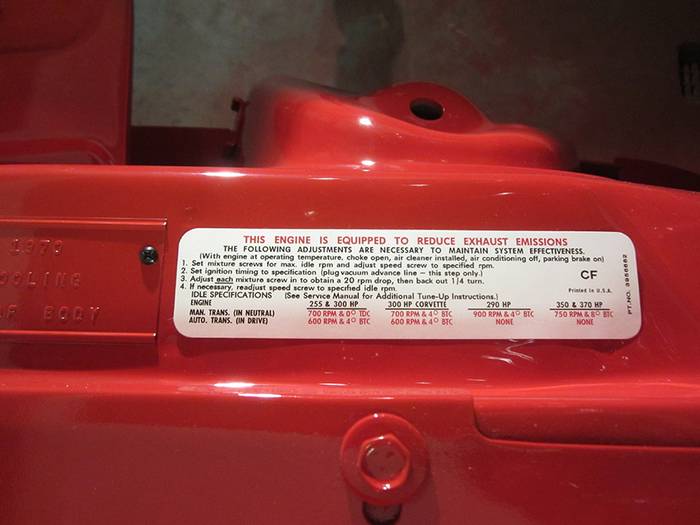 1970
BODY
THIS ENGINE IS EQUIPPED TO REDUCE EXHAUST EMISSIONS
THE FOLLOWING ADJUSTMENTS ARE NECESSARY TO MAINTAIN SYSTEM EFFECTIVENESS.
(With engine at operating temperature, choke open, air cleaner installed, air conditioning off, parking brake on)
1. Set mixture screws for max. idle rpm and adjust speed screw to specified rpm.
2. Set ignition timing to specification (plug vacuum advance line – this step only.)
3. Adjust each mixture screw in to obtain a 20 rpm drop, then back out 1/4 turn.
4. If necessary, readjust speed screw to specified idle rpm.
CF
Printed in U.S.A.
PT. NO. 3986682
IDLE SPECIFICATIONS (See Service Manual for Additional Tune-Up Instructions.)
ENGINE 255 & 300 HP 300 HP CORVETTE 290 HP 350 & 370 HP
MAN. TRANS. (IN NEUTRAL) 700 RPM & 0° TDC 700 RPM & 4° BTC 900 RPM & 4° BTC 750 RPM & 8° BTC
AUTO. TRANS. (IN DRIVE) 600 RPM & 4° BTC 600 RPM & 4° BTC NONE NONE